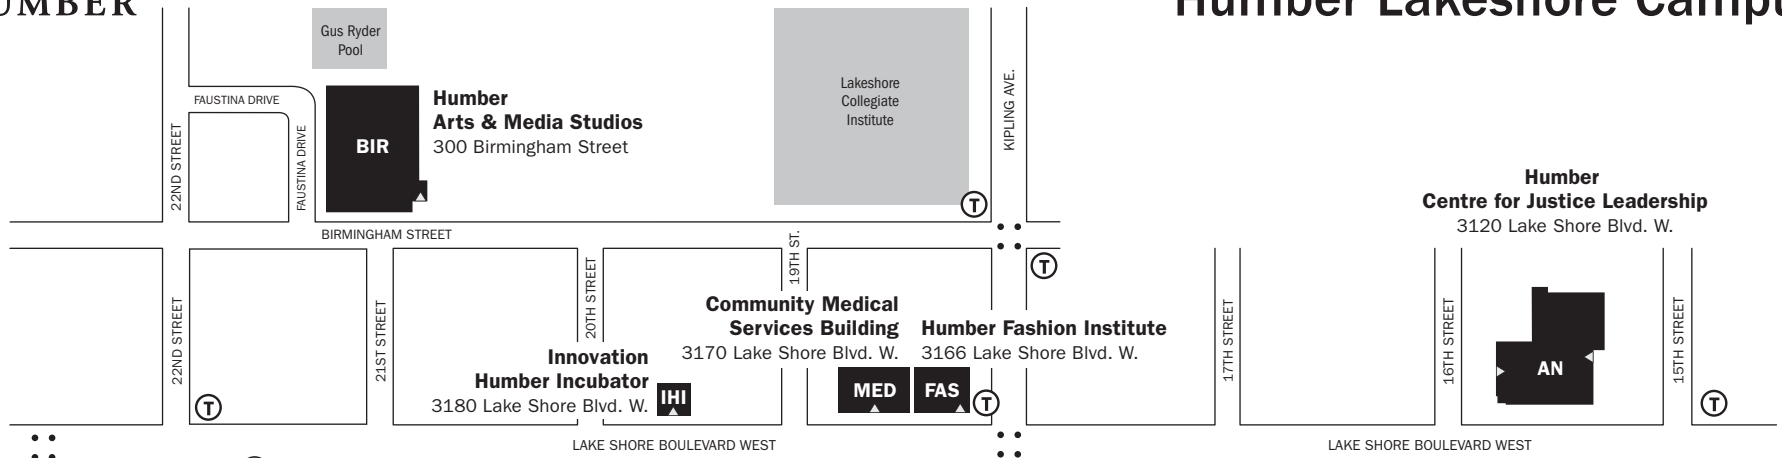 Humber Lakeshore Camp
Gus Ryder
Pool
FAUSTINA DRIVE
FAUSTINA DRIVE
22ND STREET
BIR
Humber
Arts & Media Studios
300 Birmingham Street
Lakeshore
Collegiate
Institute
KIPLING AVE.
T
BIRMINGHAM STREET
T
Humber
Centre for Justice Leadership
3120 Lake Shore Blvd. W.
22ND STREET
21ST STREET
20TH STREET
19TH ST.
17TH STREET
16TH STREET
15TH STREET
Community Medical
Services Building
3170 Lake Shore Blvd. W.
Humber Fashion Institute
3166 Lake Shore Blvd. W.
Innovation
Humber Incubator
3180 Lake Shore Blvd. W.
IHI
MED
FAS
AN
T
T
T
LAKE SHORE BOULEVARD WEST
LAKE SHORE BOULEVARD WEST